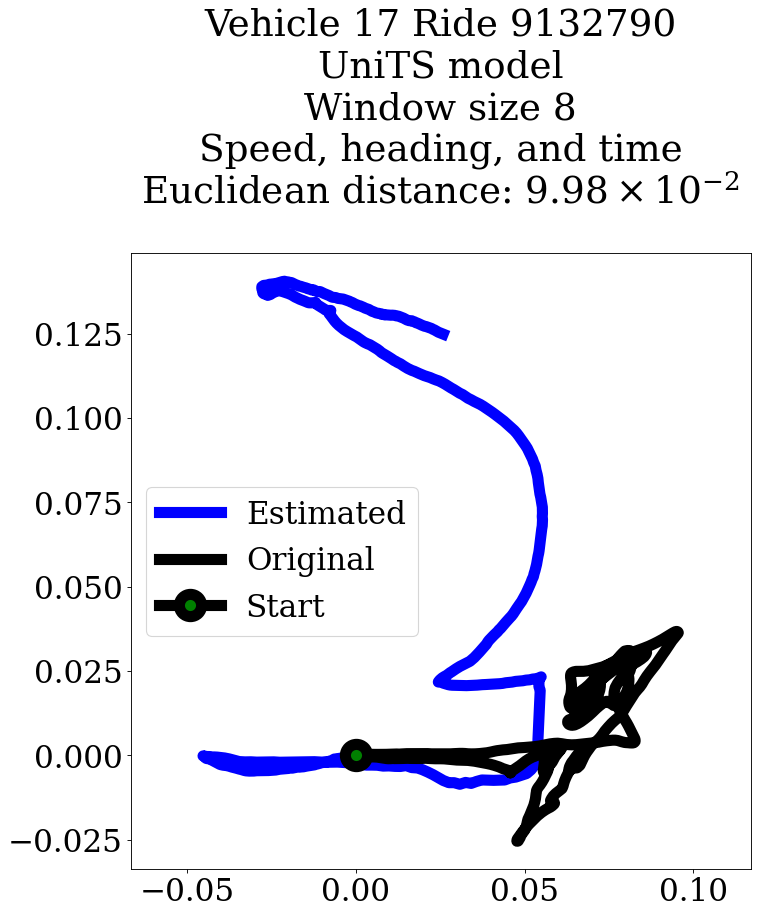 Vehicle 17 Ride 9132790
UniTS model
Window size 8
Speed, heading, and time
Euclidean distance: 9.98 × 10⁻²
0.125
0.100
0.075
0.050
0.025
0.000
−0.025
Estimated
Original
Start
−0.05 0.00 0.05 0.10